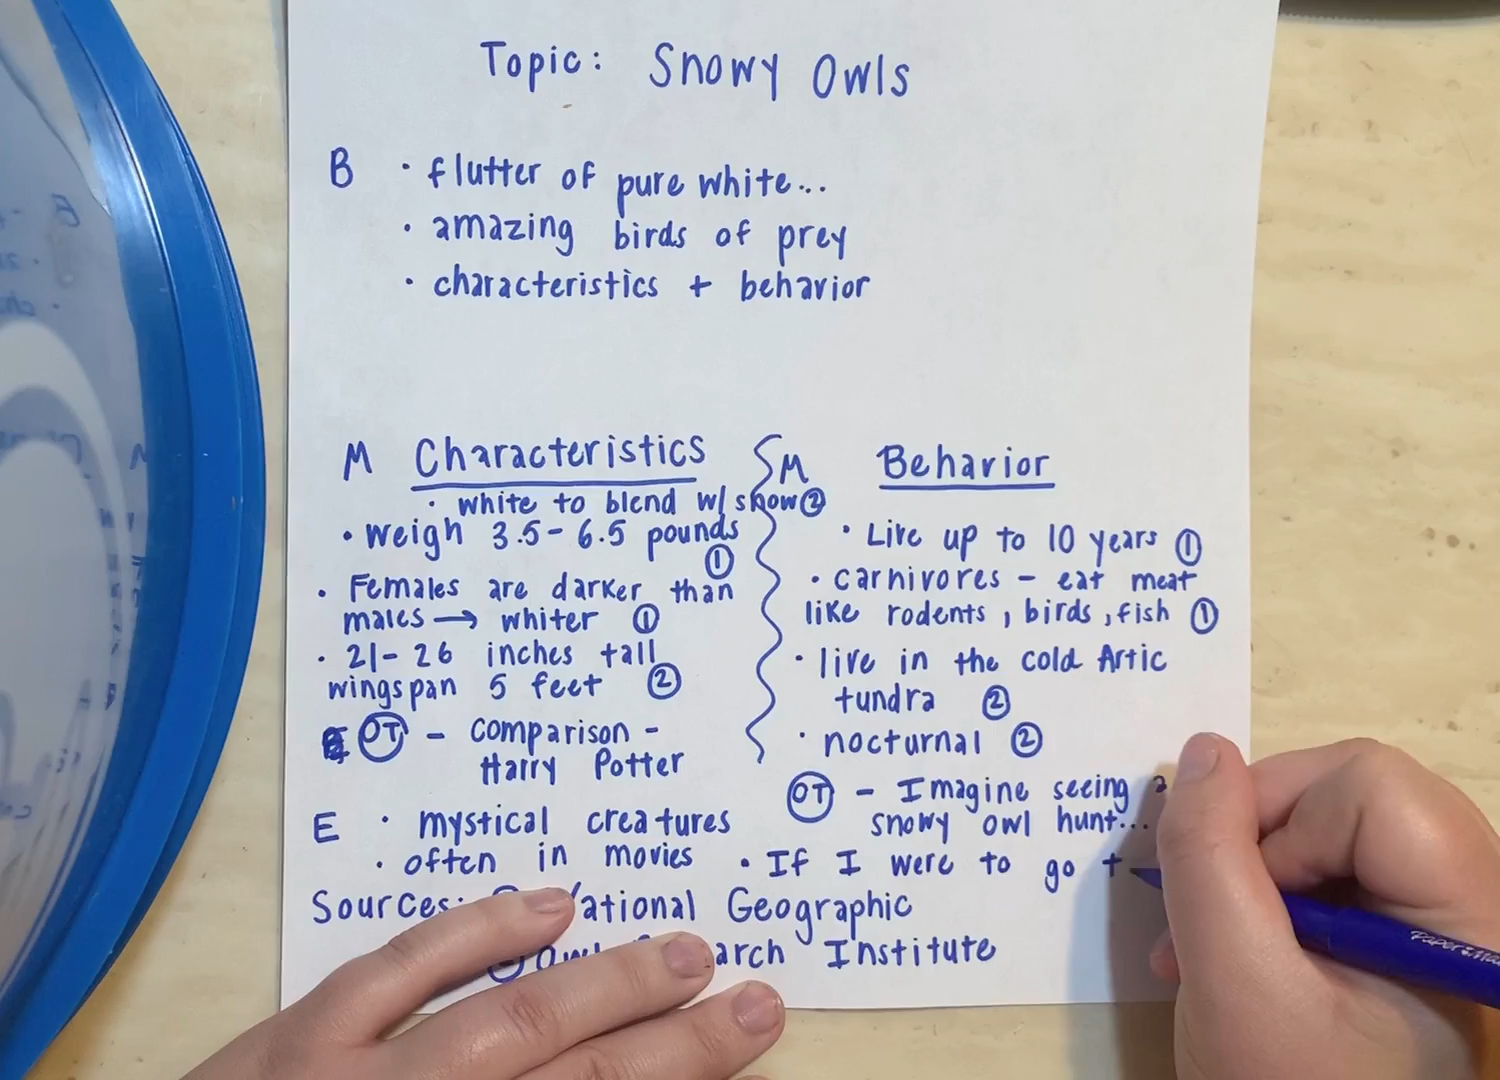 Topic: Snowy Owls
B • flutter of pure white...
• amazing birds of prey
• characteristics + behavior
M Characteristics
• white to blend w/ snow ②
• weigh 3.5-6.5 pounds
①
• Females are darker than
males → whiter ①
• 21-26 inches tall
wingspan 5 feet ②
OT - comparison -
Harry Potter
M Behavior
• Live up to 10 years ①
• carnivores - eat meat
like rodents, birds, fish ①
• live in the cold Artic
tundra ②
• nocturnal ②
OT - Imagine seeing a
snowy owl hunt...
E • mystical creatures
• often in movies • If I were to go t
Sources: ational Geographic
② Owl arch Institute
Paper Ma